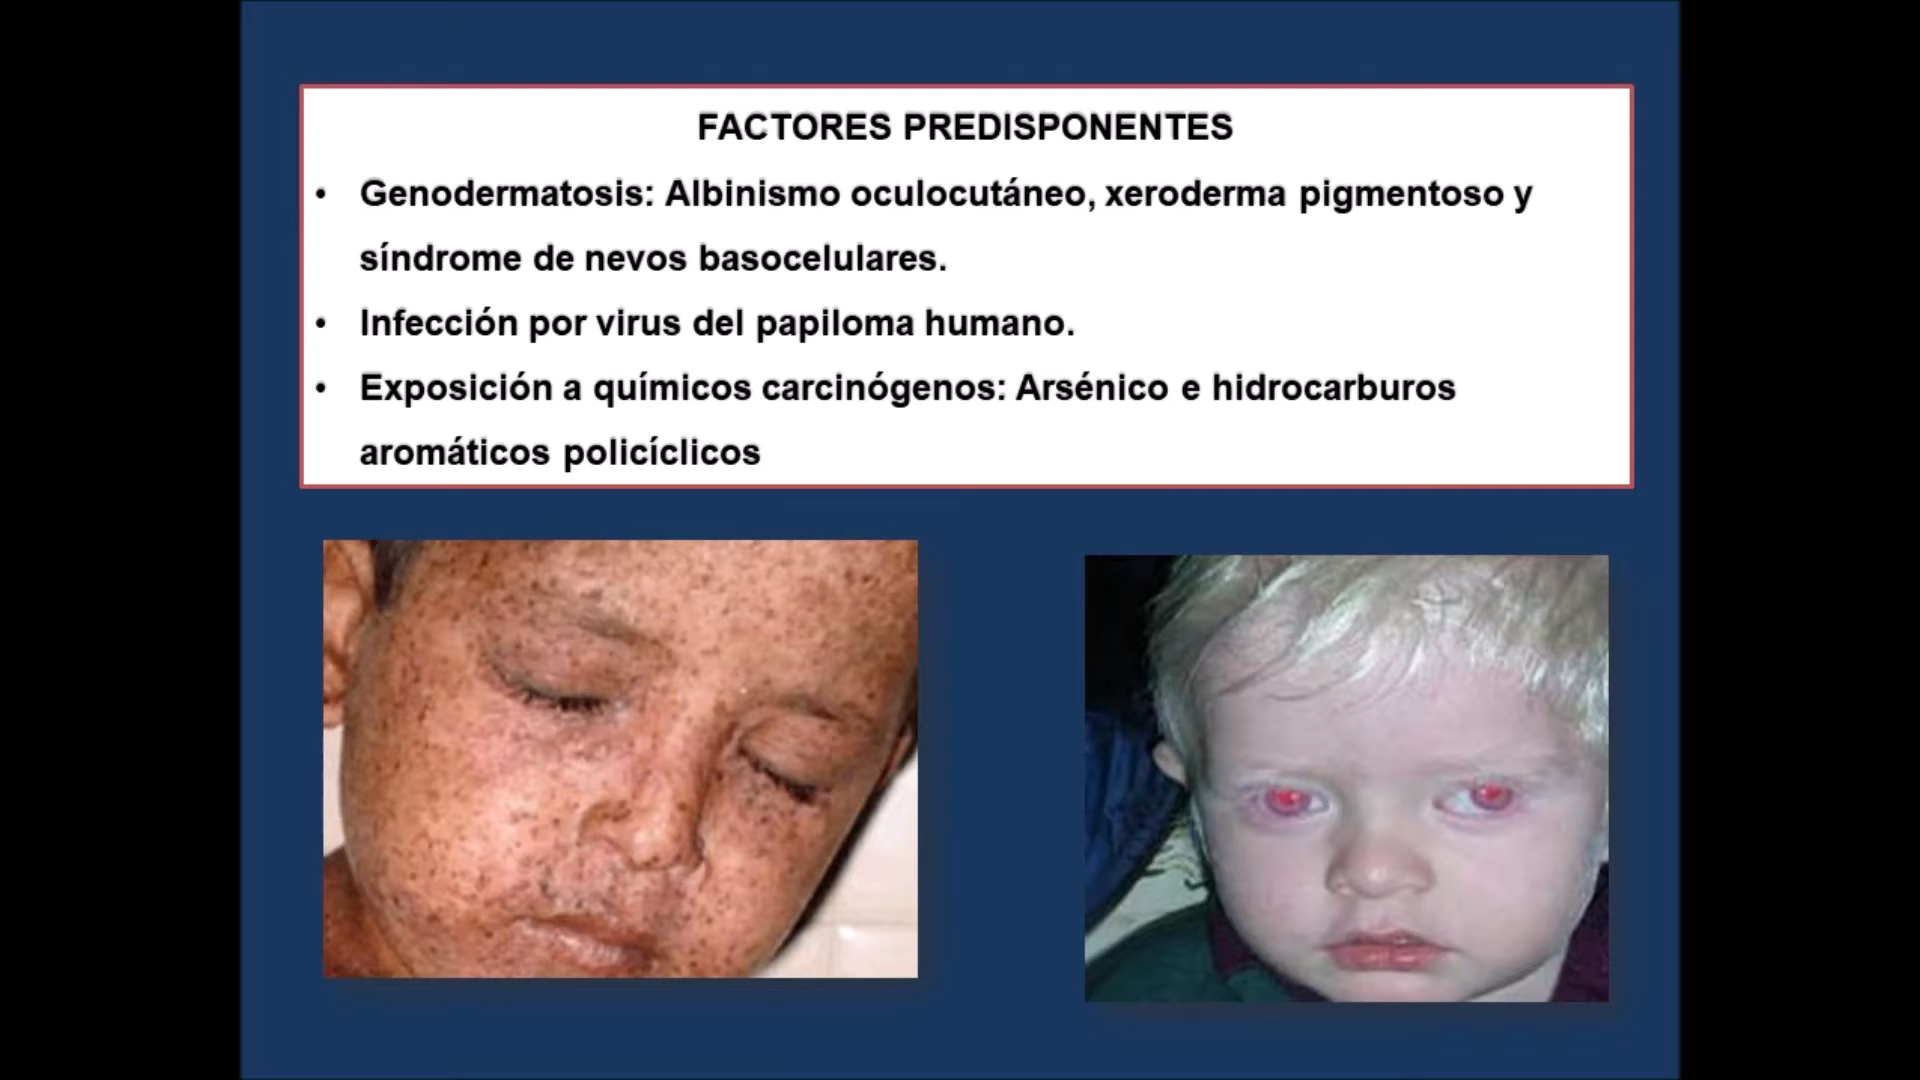 FACTORES PREDISPONENTES
• Genodermatosis: Albinismo oculocutáneo, xeroderma pigmentoso y
síndrome de nevos basocelulares.
• Infección por virus del papiloma humano.
• Exposición a químicos carcinógenos: Arsénico e hidrocarburos
aromáticos policíclicos